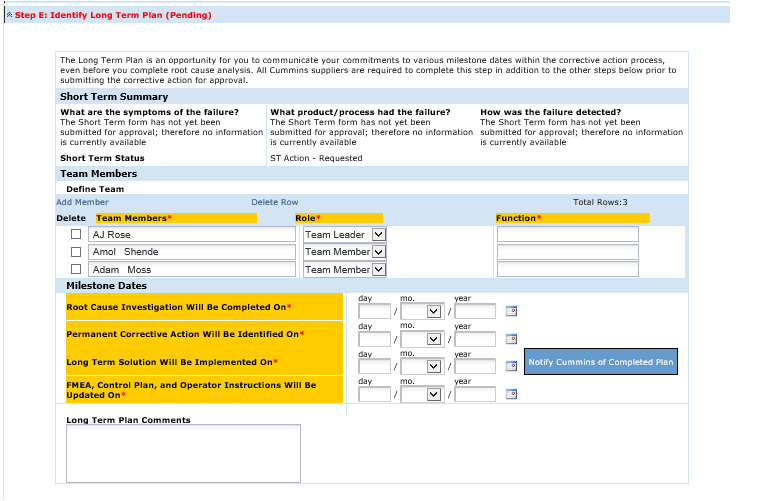 Step E: Identify Long Term Plan (Pending)
The Long Term Plan is an opportunity for you to communicate your commitments to various milestone dates within the corrective action process,
even before you complete root cause analysis. All Cummins suppliers are required to complete this step in addition to the other steps below prior to
submitting the corrective action for approval.
Short Term Summary
What are the symptoms of the failure? What product/process had the failure? How was the failure detected?
The Short Term form has not yet been The Short Term form has not yet been The Short Term form has not yet been
submitted for approval; therefore no information submitted for approval; therefore no information submitted for approval; therefore no information
is currently available is currently available is currently available
Short Term Status ST Action - Requested
Team Members
Define Team
Add Member Delete Row Total Rows:3
Delete Team Members* Role* Function*
AJ Rose Team Leader
Amol Shende Team Member
Adam Moss Team Member
Milestone Dates
day mo. year
Root Cause Investigation Will Be Completed On* / /
day mo. year
Permanent Corrective Action Will Be Identified On* / /
day mo. year
Long Term Solution Will Be Implemented On* / / Notify Cummins of Completed Plan
day mo. year
FMEA, Control Plan, and Operator Instructions Will Be
Updated On* / /
Long Term Plan Comments